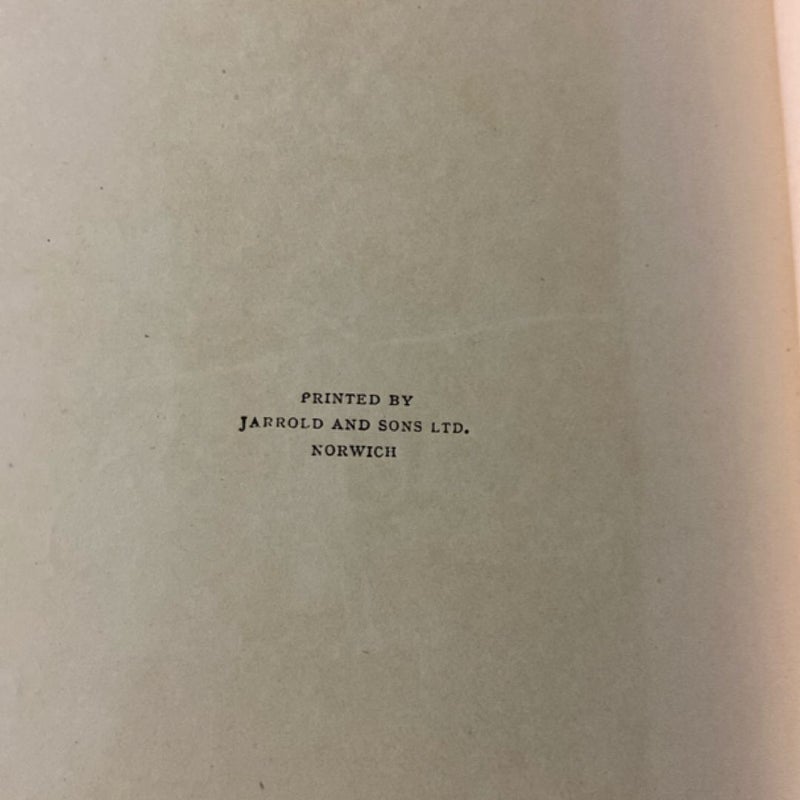 PRINTED BY
JARROLD AND SONS LTD.
NORWICH